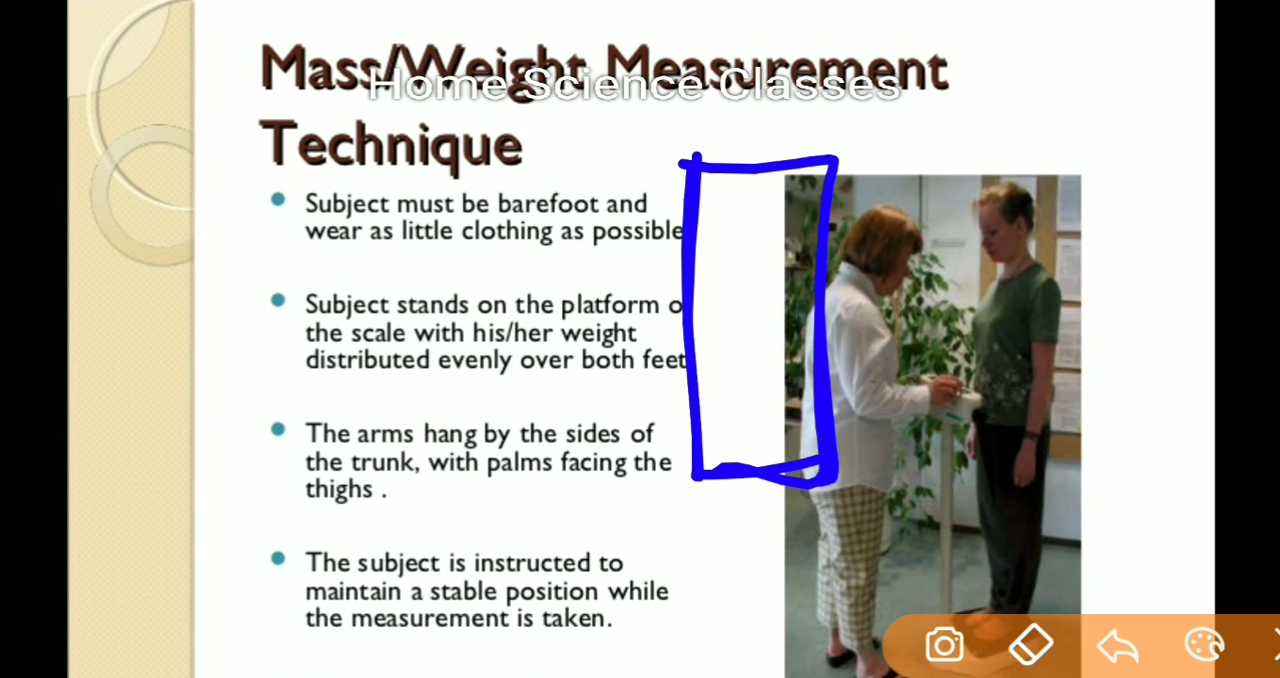 Mass/Weight Measurement
Home Science Classes
Technique
Subject must be barefoot and
wear as little clothing as possible
Subject stands on the platform
the scale with his/her weight
distributed evenly over both feet
The arms hang by the sides of
the trunk, with palms facing the
thighs .
The subject is instructed to
maintain a stable position while
the measurement is taken.